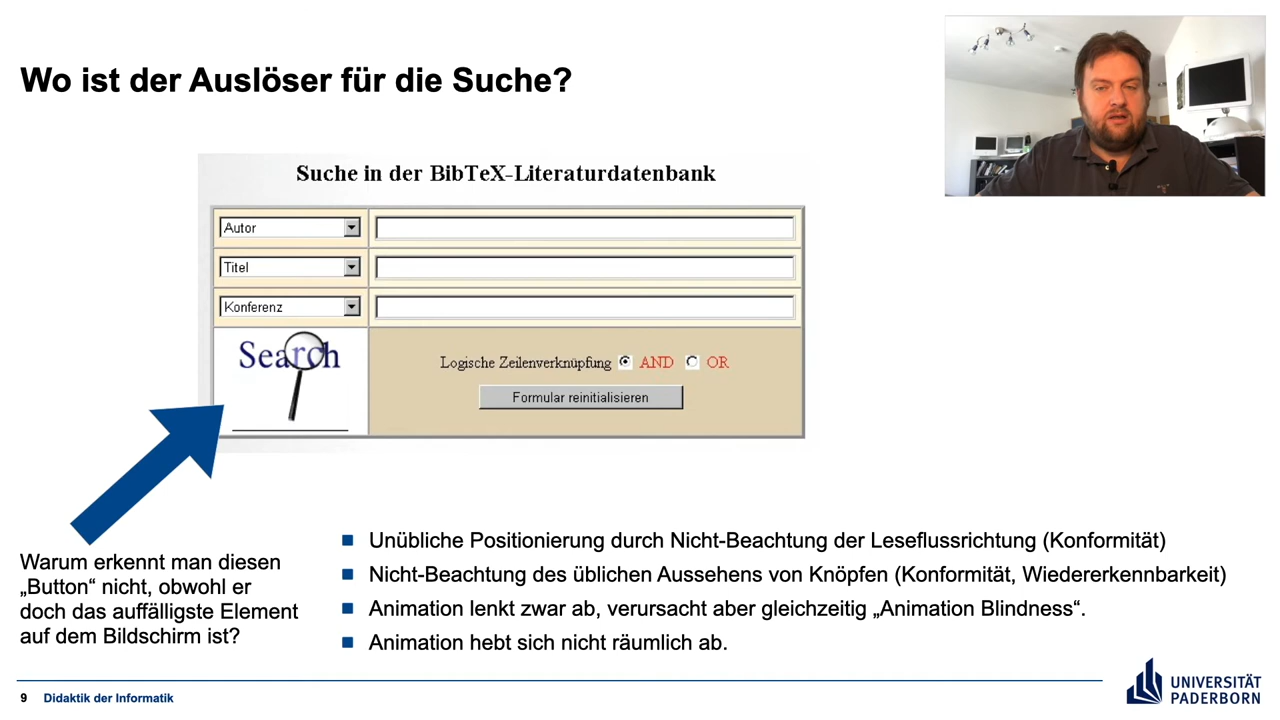 Wo ist der Auslöser für die Suche?
Suche in der BibTeX-Literaturdatenbank
Autor
Titel
Konferenz
Search
Logische Zeilenverknüpfung AND OR
Formular reinitialisieren
Warum erkennt man diesen
„Button“ nicht, obwohl er
doch das auffälligste Element
auf dem Bildschirm ist?
Unübliche Positionierung durch Nicht-Beachtung der Leseflussrichtung (Konformität)
Nicht-Beachtung des üblichen Aussehens von Knöpfen (Konformität, Wiedererkennbarkeit)
Animation lenkt zwar ab, verursacht aber gleichzeitig „Animation Blindness“.
Animation hebt sich nicht räumlich ab.
9 Didaktik der Informatik
UNIVERSITÄT
PADERBORN